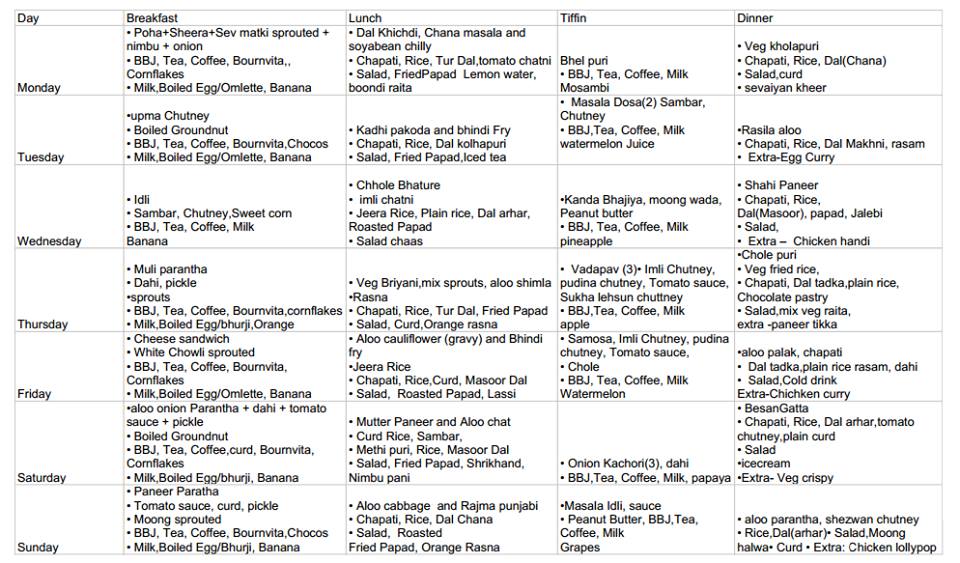 Day Breakfast Lunch Tiffin Dinner
Monday
• Poha+Sheera+Sev matki sprouted +
nimbu + onion
• BBJ, Tea, Coffee, Bournvita,,
Cornflakes
• Milk,Boiled Egg/Omlette, Banana
• Dal Khichdi, Chana masala and
soyabean chilly
• Chapati, Rice, Tur Dal,tomato chatni
• Salad, FriedPapad  Lemon water,
boondi raita
Bhel puri
• BBJ, Tea, Coffee, Milk
Mosambi
• Veg kholapuri
• Chapati, Rice, Dal(Chana)
• Salad,curd
• sevaiyan kheer
Tuesday
•upma Chutney
• Boiled Groundnut
• BBJ, Tea, Coffee, Bournvita,Chocos
• Milk,Boiled Egg/Omlette, Banana
• Kadhi pakoda and bhindi Fry
• Chapati, Rice, Dal kolhapuri
• Salad, Fried Papad,Iced tea
• Masala Dosa(2) Sambar,
Chutney
• BBJ,Tea, Coffee, Milk
watermelon Juice
•Rasila aloo
• Chapati, Rice, Dal Makhni, rasam
• Extra-Egg Curry
Wednesday
• Idli
• Sambar, Chutney,Sweet corn
• BBJ, Tea, Coffee, Milk
Banana
• Chhole Bhature
• imli chatni
• Jeera Rice, Plain rice, Dal arhar,
Roasted Papad
• Salad chaas
•Kanda Bhajiya, moong wada,
Peanut butter
• BBJ, Tea, Coffee, Milk
pineapple
• Shahi Paneer
• Chapati, Rice,
Dal(Masoor), papad, Jalebi
• Salad,
• Extra – Chicken handi
Thursday
• Muli parantha
• Dahi, pickle
•sprouts
• BBJ, Tea, Coffee, Bournvita,cornflakes
• Milk,Boiled Egg/bhurji,Orange
• Veg Briyani,mix sprouts, aloo shimla
•Rasna
• Chapati, Rice, Tur Dal, Fried Papad
• Salad, Curd,Orange rasna
• Vadapav (3)• Imli Chutney,
pudina chutney, Tomato sauce,
Sukha lehsun chuttney
• BBJ,Tea, Coffee, Milk
apple
•Chole puri
• Veg fried rice,
• Chapati, Dal tadka,plain rice,
Chocolate pastry
• Salad,mix veg raita,
extra -paneer tikka
Friday
• Cheese sandwich
• White Chowli sprouted
• BBJ, Tea, Coffee, Bournvita,
Cornflakes
• Milk,Boiled Egg/Omlette, Banana
• Aloo cauliflower (gravy) and Bhindi
fry
•Jeera Rice
• Chapati, Rice,Curd, Masoor Dal
• Salad,  Roasted Papad, Lassi
• Samosa, Imli Chutney, pudina
chutney, Tomato sauce,
• Chole
• BBJ, Tea, Coffee, Milk
Watermelon
•aloo palak, chapati
• Dal tadka,plain rice rasam, dahi
• Salad,Cold drink
Extra-Chichken curry
Saturday
•aloo onion Parantha + dahi + tomato
sauce + pickle
• Boiled Groundnut
• BBJ, Tea, Coffee,curd, Bournvita,
Cornflakes
• Milk,Boiled Egg/bhurji, Banana
• Mutter Paneer and Aloo chat
• Curd Rice, Sambar,
• Methi puri, Rice, Masoor Dal
• Salad, Fried Papad, Shrikhand,
Nimbu pani
• Onion Kachori(3), dahi
• BBJ,Tea, Coffee, Milk, papaya
• BesanGatta
• Chapati, Rice, Dal arhar,tomato
chutney,plain curd
• Salad
•icecream
•Extra- Veg crispy
Sunday
• Paneer Paratha
• Tomato sauce, curd, pickle
• Moong sprouted
• BBJ, Tea, Coffee, Bournvita,Chocos
• Milk,Boiled Egg/Bhurji, Banana
• Aloo cabbage  and Rajma punjabi
• Chapati, Rice, Dal Chana
• Salad,  Roasted
Fried Papad, Orange Rasna
•Masala Idli, sauce
• Peanut Butter, BBJ,Tea,
Coffee, Milk
Grapes
• aloo parantha, shezwan chutney
• Rice,Dal(arhar)• Salad,Moong
halwa• Curd • Extra: Chicken lollypop